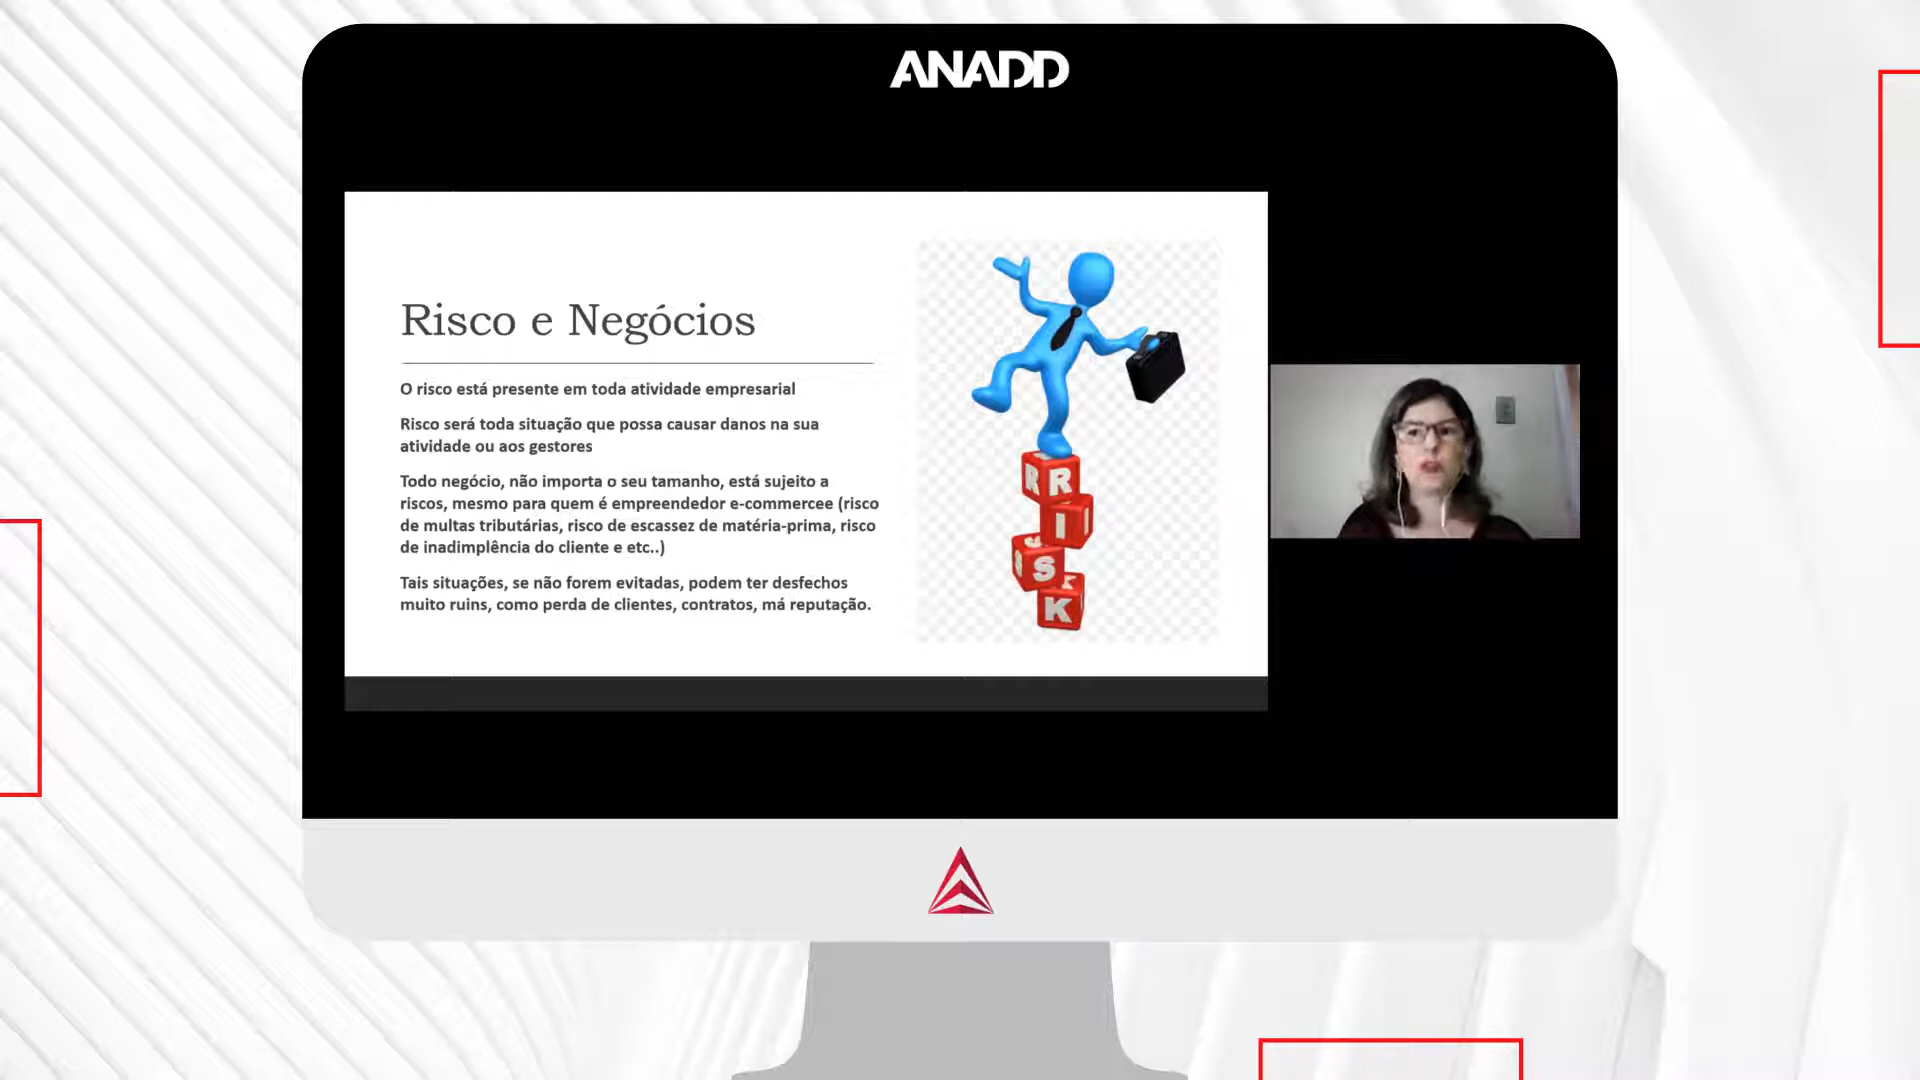 ANADD
Risco e Negócios
O risco está presente em toda atividade empresarial
Risco será toda situação que possa causar danos na sua
atividade ou aos gestores
Todo negócio, não importa o seu tamanho, está sujeito a
riscos, mesmo para quem é empreendedor e-commercee (risco
de multas tributárias, risco de escassez de matéria-prima, risco
de inadimplência do cliente e etc..)
Tais situações, se não forem evitadas, podem ter desfechos
muito ruins, como perda de clientes, contratos, má reputação.
R R
I I
I S
K